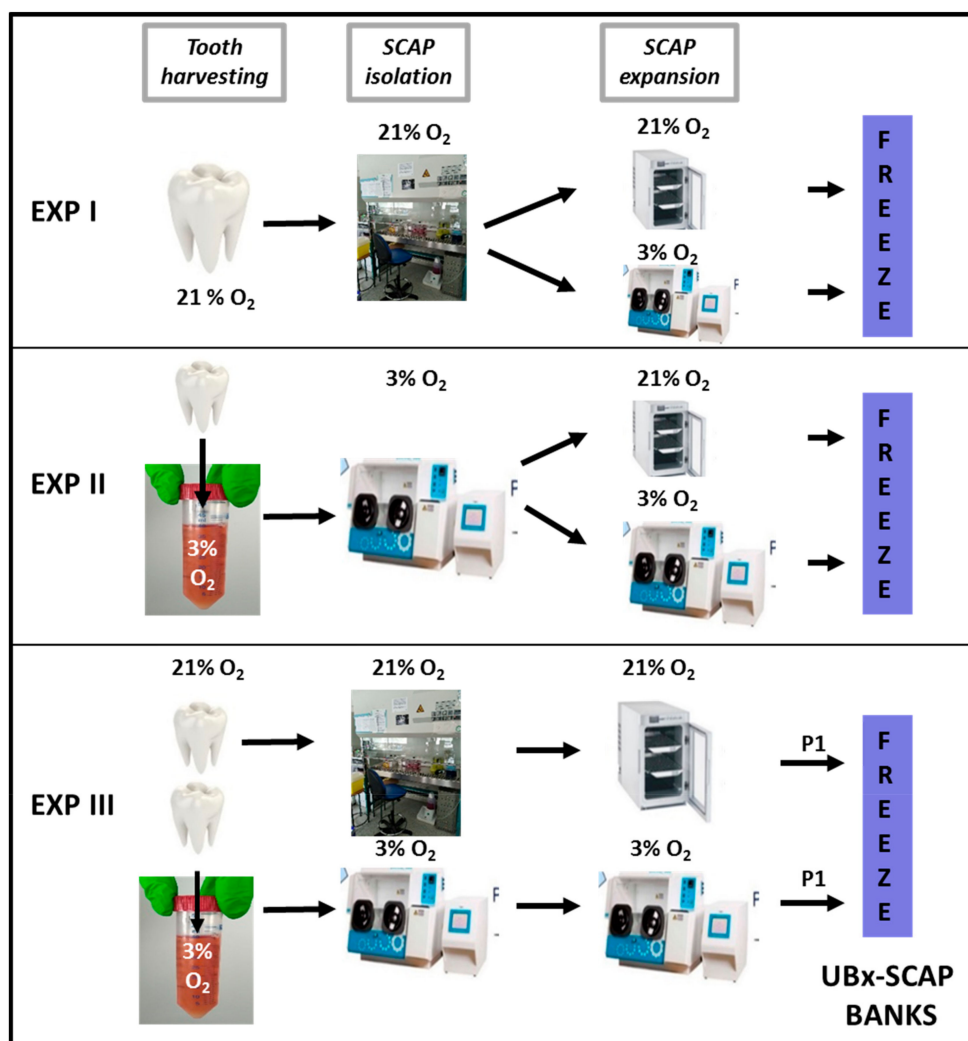 Tooth
harvesting
SCAP
isolation
SCAP
expansion
EXP I
21 % O₂
21% O₂
21% O₂
3% O₂
F
R
E
E
Z
E
EXP II
3%
O₂
3% O₂
21% O₂
3% O₂
F
R
E
E
Z
E
EXP III
21% O₂
21% O₂
21% O₂
P1
3%
O₂
3% O₂
3% O₂
P1
F
R
E
E
Z
E
UBx-SCAP
BANKS